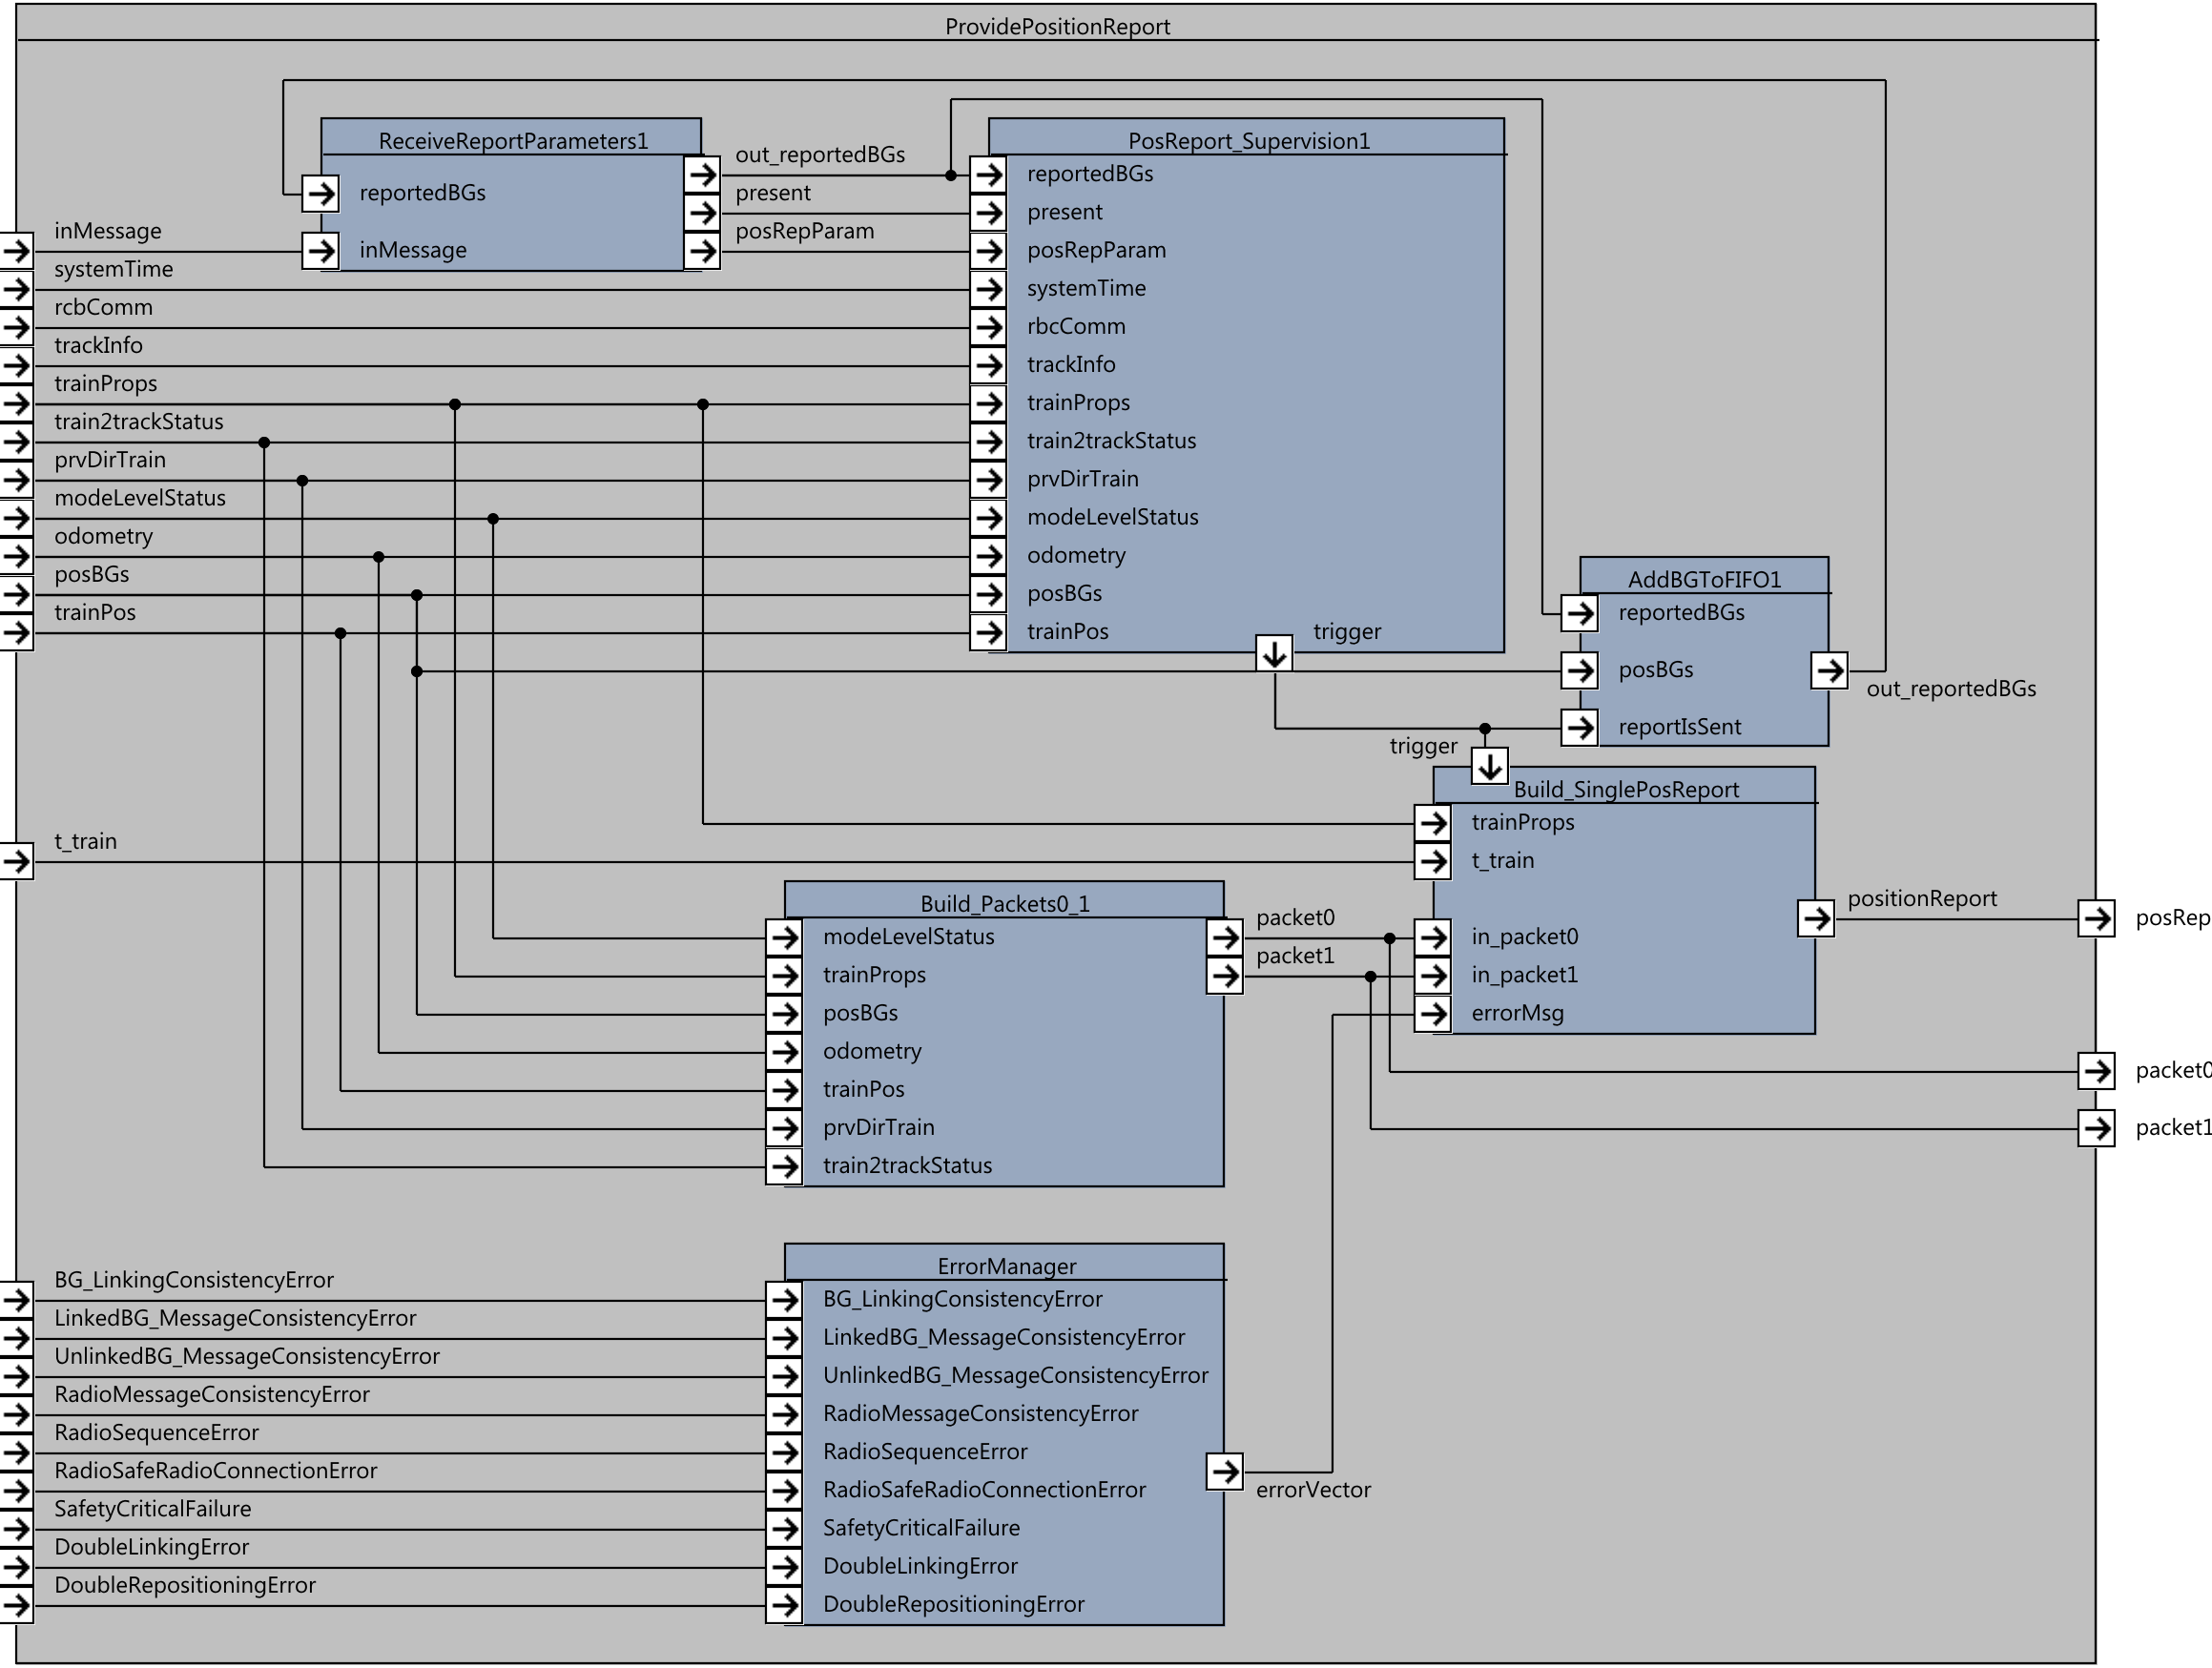 ProvidePositionReport
ReceiveReportParameters1
reportedBGs
inMessage
out_reportedBGs
present
posRepParam
PosReport_Supervision1
reportedBGs
present
posRepParam
systemTime
rbcComm
trackInfo
trainProps
train2trackStatus
prvDirTrain
modeLevelStatus
odometry
posBGs
trainPos
trigger
inMessage
systemTime
rcbComm
trackInfo
trainProps
train2trackStatus
prvDirTrain
modeLevelStatus
odometry
posBGs
trainPos
AddBGToFIFO1
reportedBGs
posBGs
reportIsSent
out_reportedBGs
trigger
Build_SinglePosReport
trainProps
t_train
in_packet0
in_packet1
errorMsg
positionReport
posRep
packet0
packet1
t_train
Build_Packets0_1
modeLevelStatus
trainProps
posBGs
odometry
trainPos
prvDirTrain
train2trackStatus
packet0
packet1
BG_LinkingConsistencyError
LinkedBG_MessageConsistencyError
UnlinkedBG_MessageConsistencyError
RadioMessageConsistencyError
RadioSequenceError
RadioSafeRadioConnectionError
SafetyCriticalFailure
DoubleLinkingError
DoubleRepositioningError
ErrorManager
BG_LinkingConsistencyError
LinkedBG_MessageConsistencyError
UnlinkedBG_MessageConsistencyError
RadioMessageConsistencyError
RadioSequenceError
RadioSafeRadioConnectionError
SafetyCriticalFailure
DoubleLinkingError
DoubleRepositioningError
errorVector